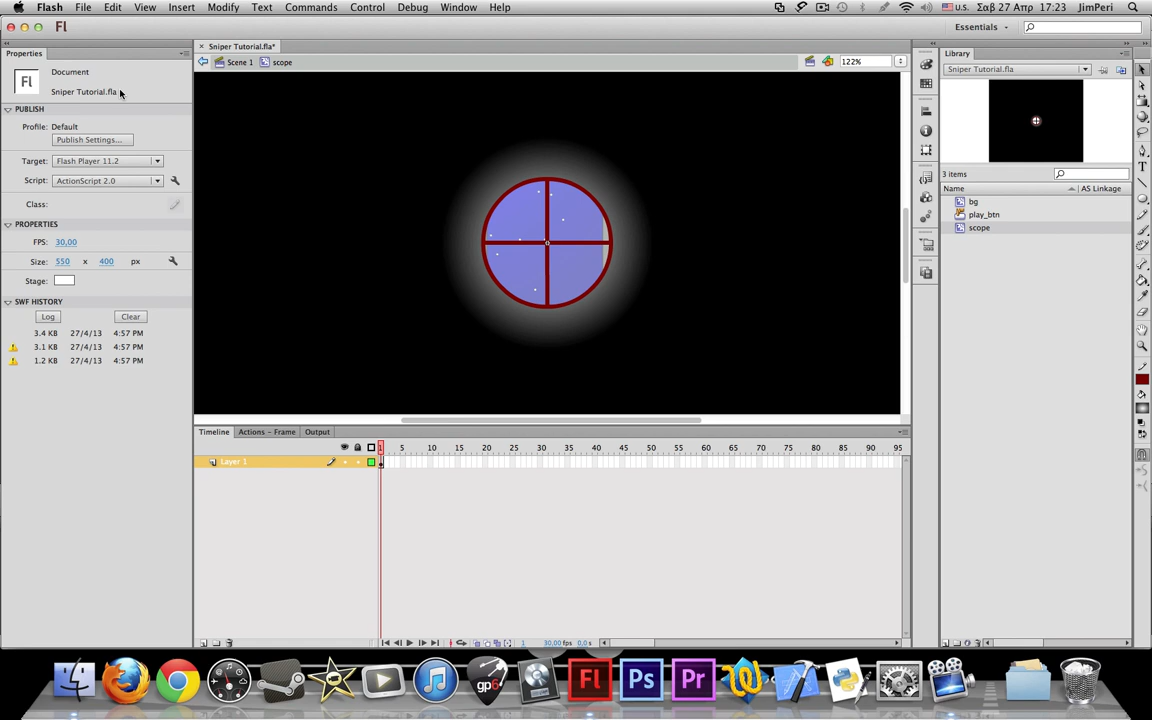 Flash File Edit View Insert Modify Text Commands Control Debug Window Help U.S. Σαβ 27 Απρ 17:23 JimPeri
Fl Essentials
Properties
Sniper Tutorial.fla*
Library
Scene 1 scope 122%
Sniper Tutorial.fla
Fl Document
Sniper Tutorial.fla
PUBLISH
Profile: Default
Publish Settings...
Target: Flash Player 11.2
Script: ActionScript 2.0
Class:
PROPERTIES
FPS: 30,00
Size: 550 x 400 px
Stage:
SWF HISTORY
Log Clear
3.4 KB 27/4/13 4:57 PM
3.1 KB 27/4/13 4:57 PM
1.2 KB 27/4/13 4:57 PM
3 items
Name AS Linkage
bg
play_btn
scope
Timeline Actions - Frame Output
1 5 10 15 20 25 30 35 40 45 50 55 60 65 70 75 80 85 90 95
Layer 1
1 30,00 fps 0,0 s
gp6 Fl Ps Pr